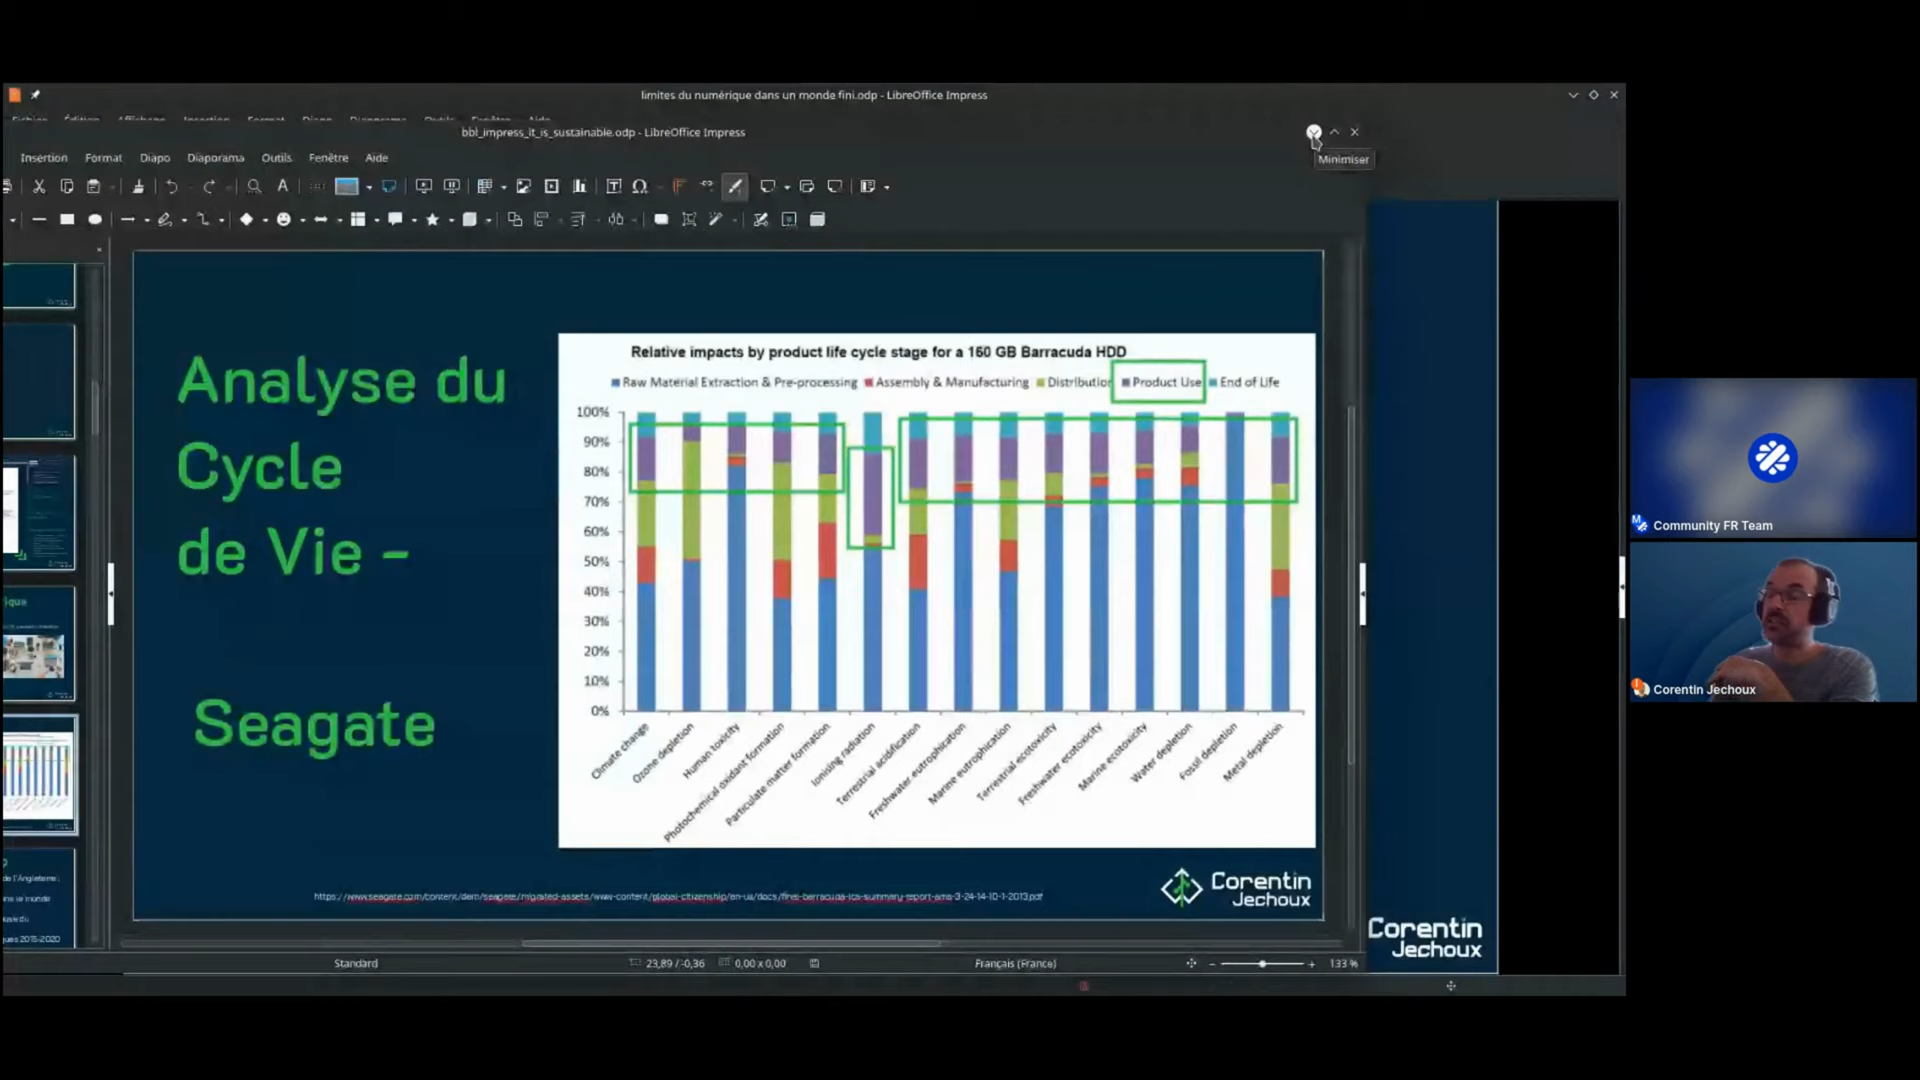 limites du numérique dans un monde fini.odp - LibreOffice Impress
bbl_impress_it_is_sustainable.odp - LibreOffice Impress
Minimiser
Insertion Format Diapo Diaporama Outils Fenêtre Aide
Analyse du
Cycle
de Vie -
Seagate
Relative impacts by product life cycle stage for a 160 GB Barracuda HDD
Raw Material Extraction & Pre-processing Assembly & Manufacturing Distribution Product Use End of Life
100%
90%
80%
70%
60%
50%
40%
30%
20%
10%
0%
Climate change
Ozone depletion
Human toxicity
Photochemical oxidant formation
Particulate matter formation
Ionising radiation
Terrestrial acidification
Freshwater eutrophication
Marine eutrophication
Terrestrial ecotoxicity
Freshwater ecotoxicity
Marine ecotoxicity
Water depletion
Fossil depletion
Metal depletion
Corentin
Jechoux
Corentin
Jechoux
Standard 23,89 / -0,36 0,00 x 0,00 Français (France) 133 %
Community FR Team
Corentin Jechoux
ique
de l'Angleterre :
ques 2015-2020